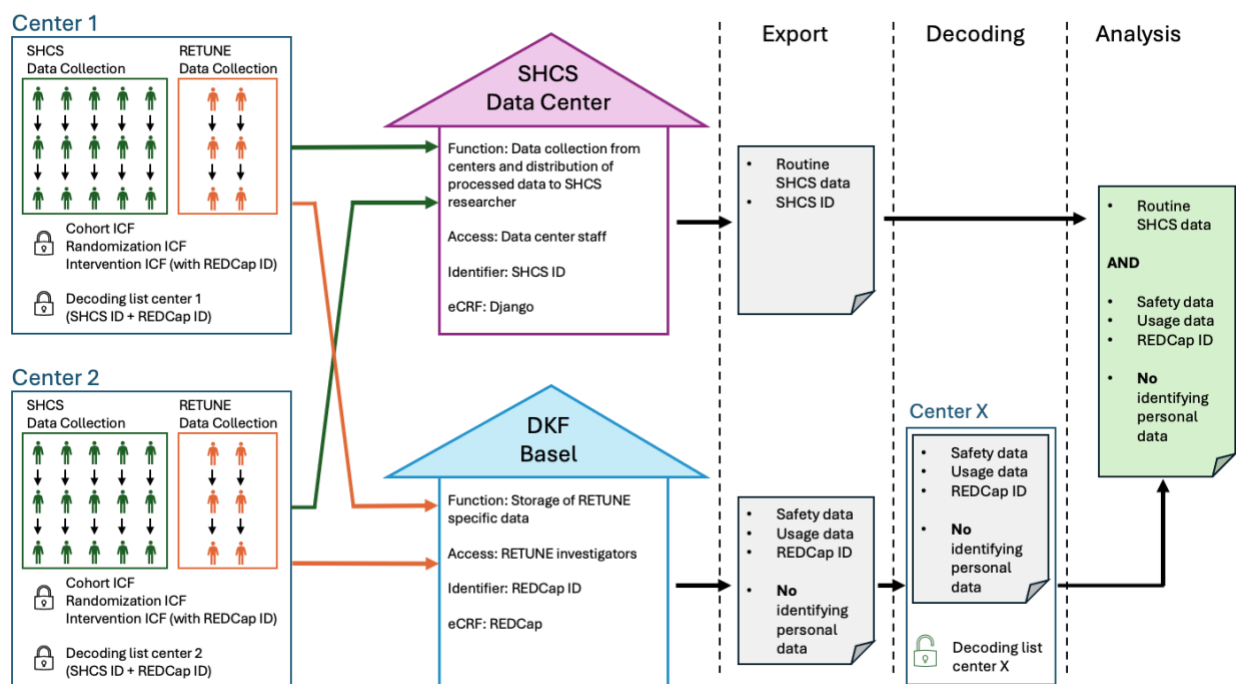 Center 1
SHCS
Data Collection
RETUNE
Data Collection
Cohort ICF
Randomization ICF
Intervention ICF (with REDCap ID)
Decoding list center 1
(SHCS ID + REDCap ID)
SHCS
Data Center
Function: Data collection from
centers and distribution of
processed data to SHCS
researcher
Access: Data center staff
Identifier: SHCS ID
eCRF: Django
Export
Decoding
Analysis
• Routine
SHCS data
• SHCS ID
• Routine
SHCS data
AND
• Safety data
• Usage data
• REDCap ID
• No
identifying
personal data
Center 2
SHCS
Data Collection
RETUNE
Data Collection
Cohort ICF
Randomization ICF
Intervention ICF (with REDCap ID)
Decoding list center 2
(SHCS ID + REDCap ID)
DKF
Basel
Function: Storage of RETUNE
specific data
Access: RETUNE investigators
Identifier: REDCap ID
eCRF: REDCap
• Safety data
• Usage data
• REDCap ID
• No
identifying
personal
data
Center X
• Safety data
• Usage data
• REDCap ID
• No
identifying
personal
data
Decoding list
center X